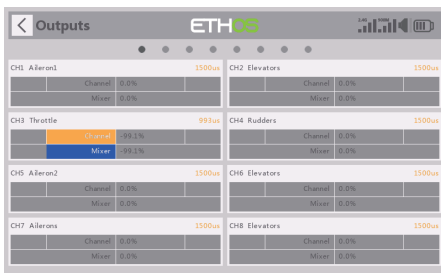 Outputs ETHOS 2.4G 900M
CH1 Aileron1 1500us
Channel 0.0%
Mixer 0.0%
CH2 Elevators 1500us
Channel 0.0%
Mixer 0.0%
CH3 Throttle 993us
Channel -99.1%
Mixer -99.1%
CH4 Rudders 1500us
Channel 0.0%
Mixer 0.0%
CH5 Aileron2 1500us
Channel 0.0%
Mixer 0.0%
CH6 Elevators 1500us
Channel 0.0%
Mixer 0.0%
CH7 Ailerons 1500us
Channel 0.0%
Mixer 0.0%
CH8 Elevators 1500us
Channel 0.0%
Mixer 0.0%